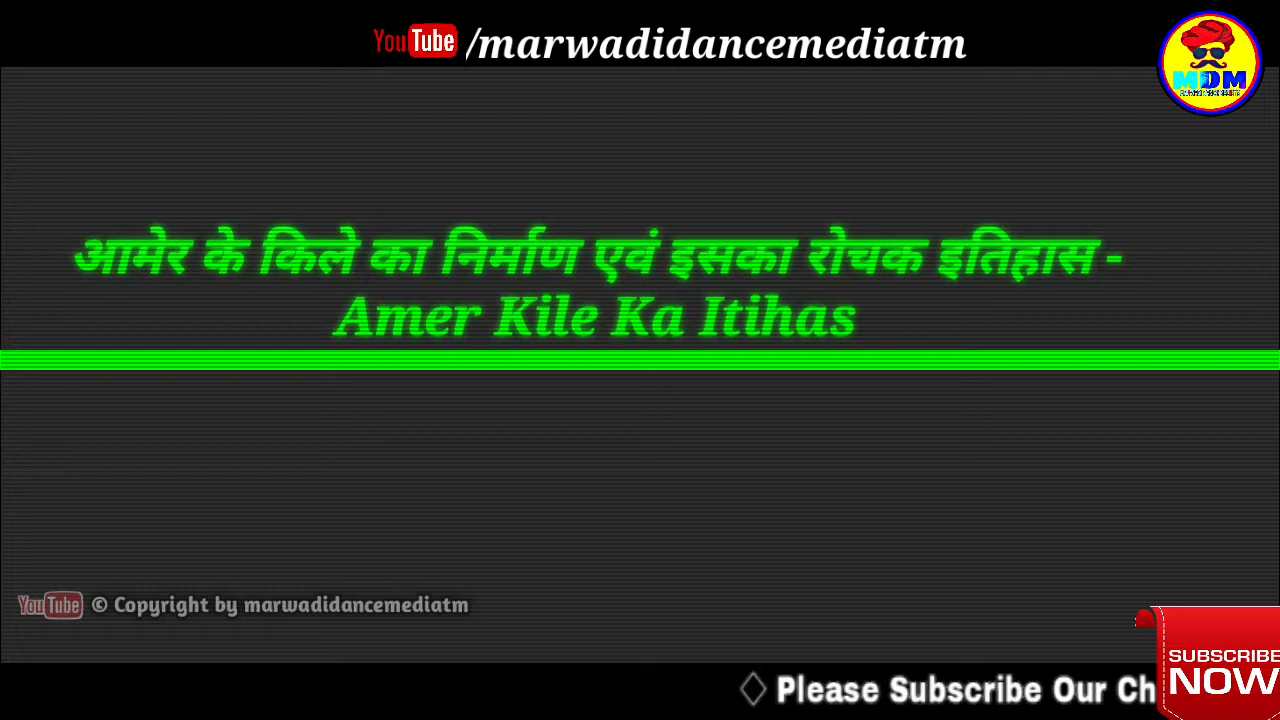 YouTube /marwadidancemediatm
MDM
आमेर के किले का निर्माण एवं इसका रोचक इतिहास -
Amer Kile Ka Itihas
YouTube © Copyright by marwadidancemediatm
◇ Please Subscribe Our Ch
SUBSCRIBE
NOW